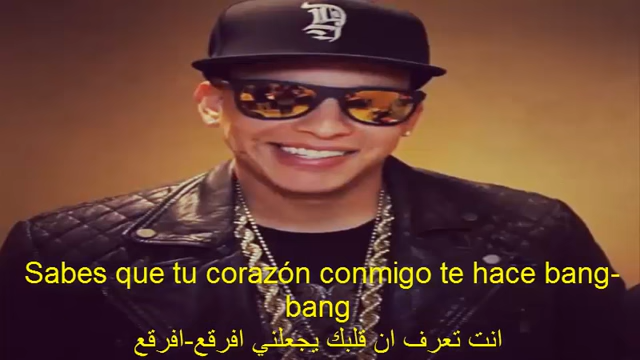 Sabes que tu corazón conmigo te hace bang-
bang
انت تعرف ان قلبك يجعلني افرقع-افرقع